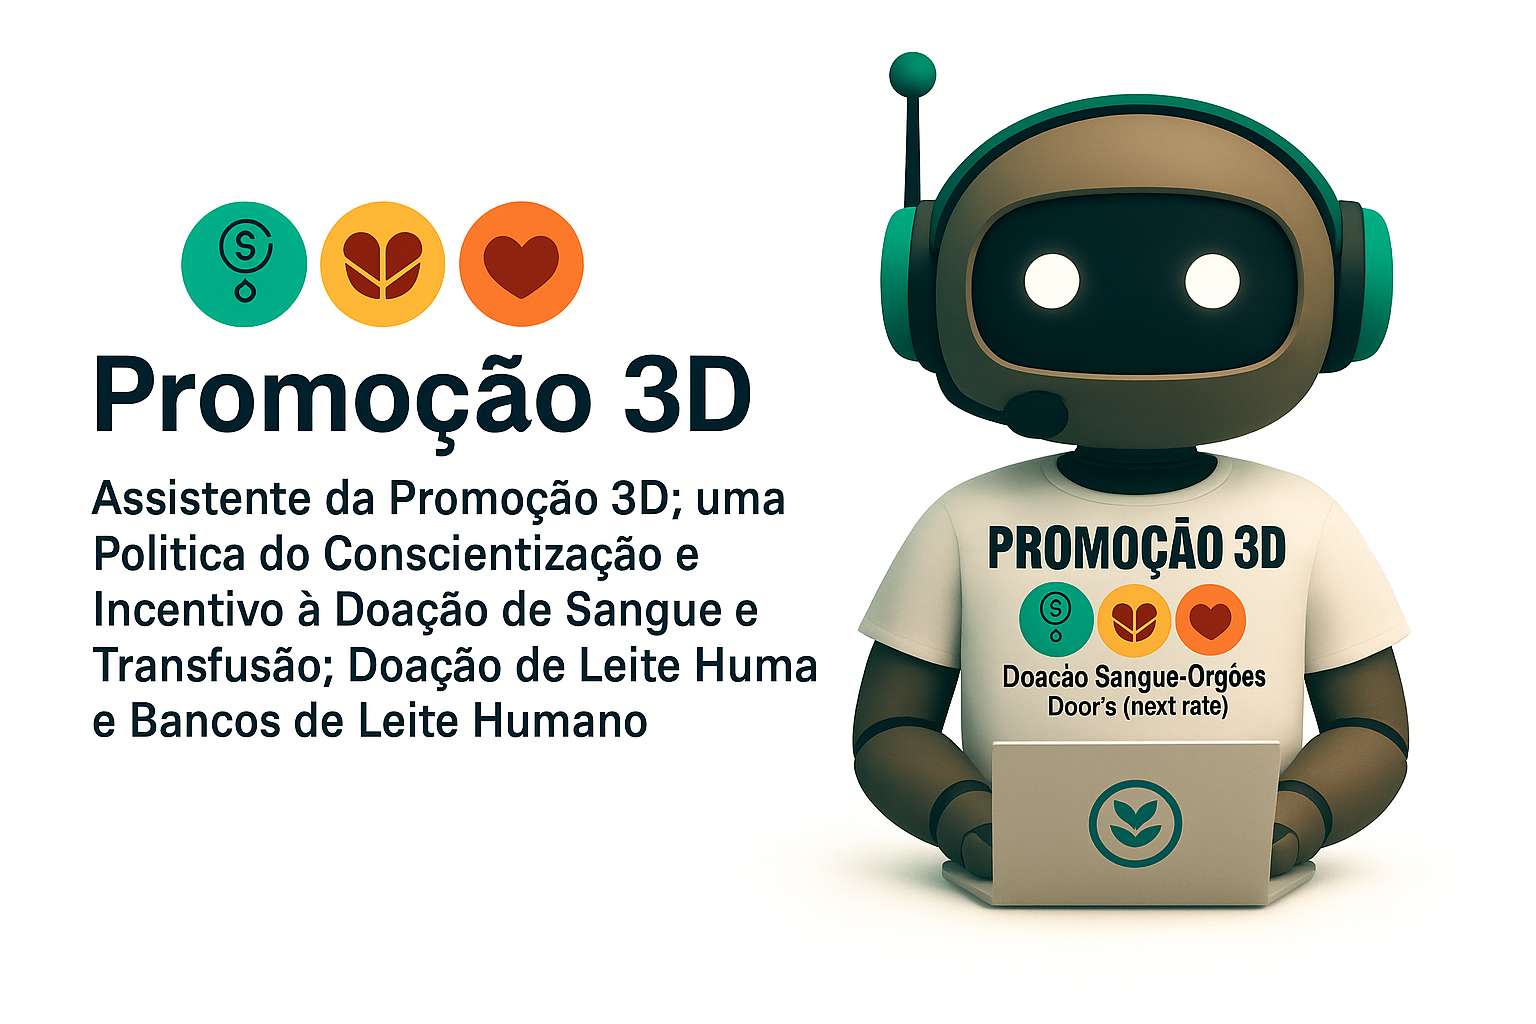 Promoção 3D
Assistente da Promoção 3D; uma
Politica do Conscientização e
Incentivo à Doação de Sangue e
Transfusão; Doação de Leite Huma
e Bancos de Leite Humano
PROMOÇÃO 3D
Doacào Sangue-Orgóes
Door's (next rate)